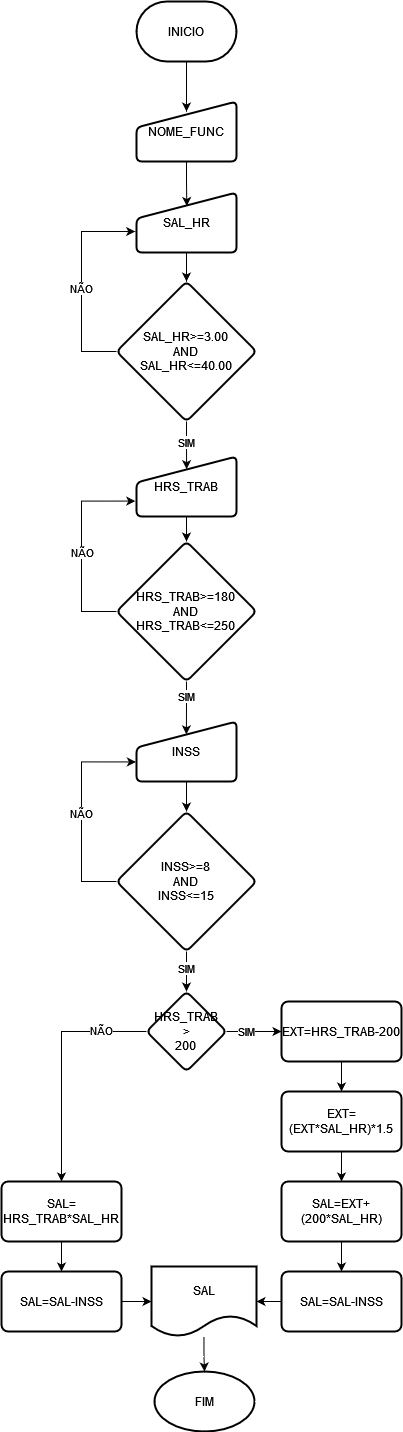 INICIO
NOME_FUNC
SAL_HR
NÃO
SAL_HR>=3.00
AND
SAL_HR<=40.00
SIM
HRS_TRAB
NÃO
HRS_TRAB>=180
AND
HRS_TRAB<=250
SIM
INSS
NÃO
INSS>=8
AND
INSS<=15
SIM
HRS_TRAB
>
200
NÃO
SIM
EXT=HRS_TRAB-200
EXT=
(EXT*SAL_HR)*1.5
SAL=
HRS_TRAB*SAL_HR
SAL=EXT+
(200*SAL_HR)
SAL=SAL-INSS
SAL
SAL=SAL-INSS
FIM